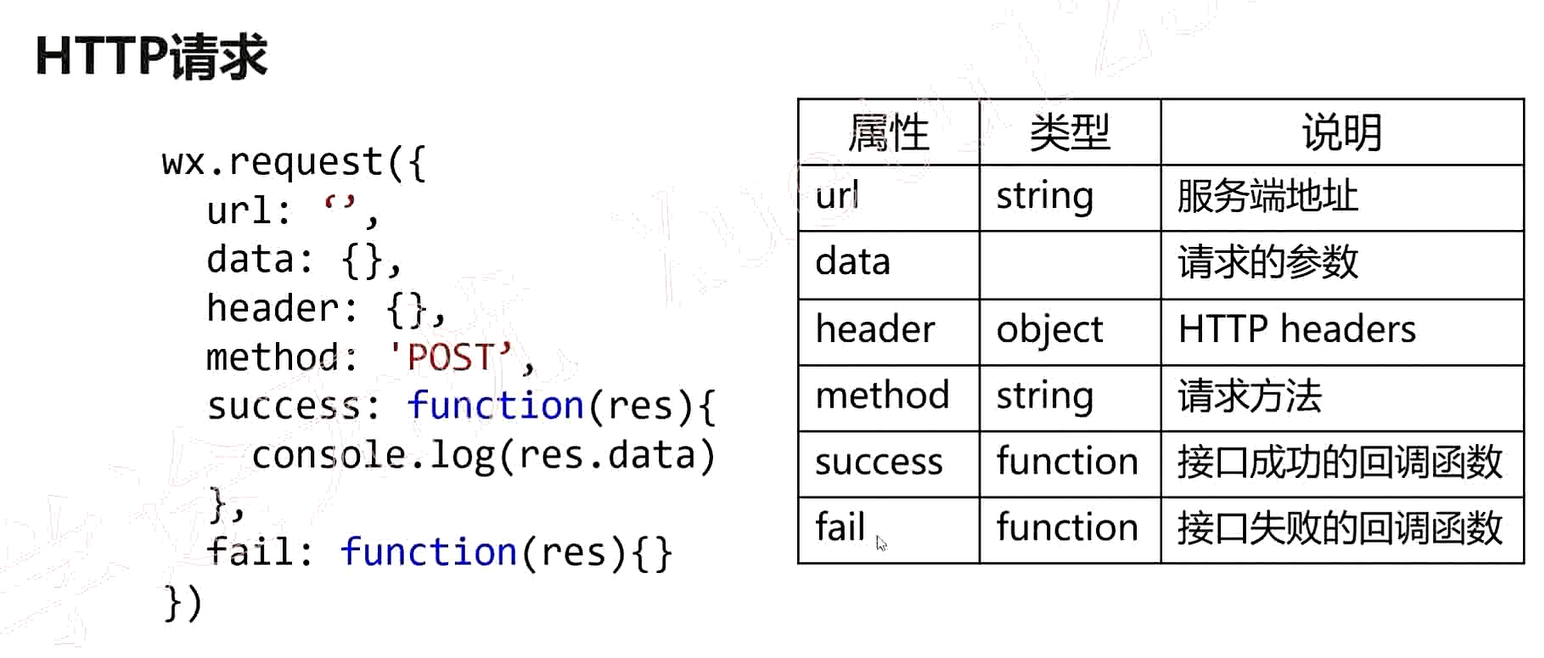 HTTP请求
wx.request({
url: ‘’,
data: {},
header: {},
method: 'POST’,
success: function(res){
console.log(res.data)
},
fail: function(res){}
})
属性 类型 说明
url string 服务端地址
data 请求的参数
header object HTTP headers
method string 请求方法
success function 接口成功的回调函数
fail function 接口失败的回调函数